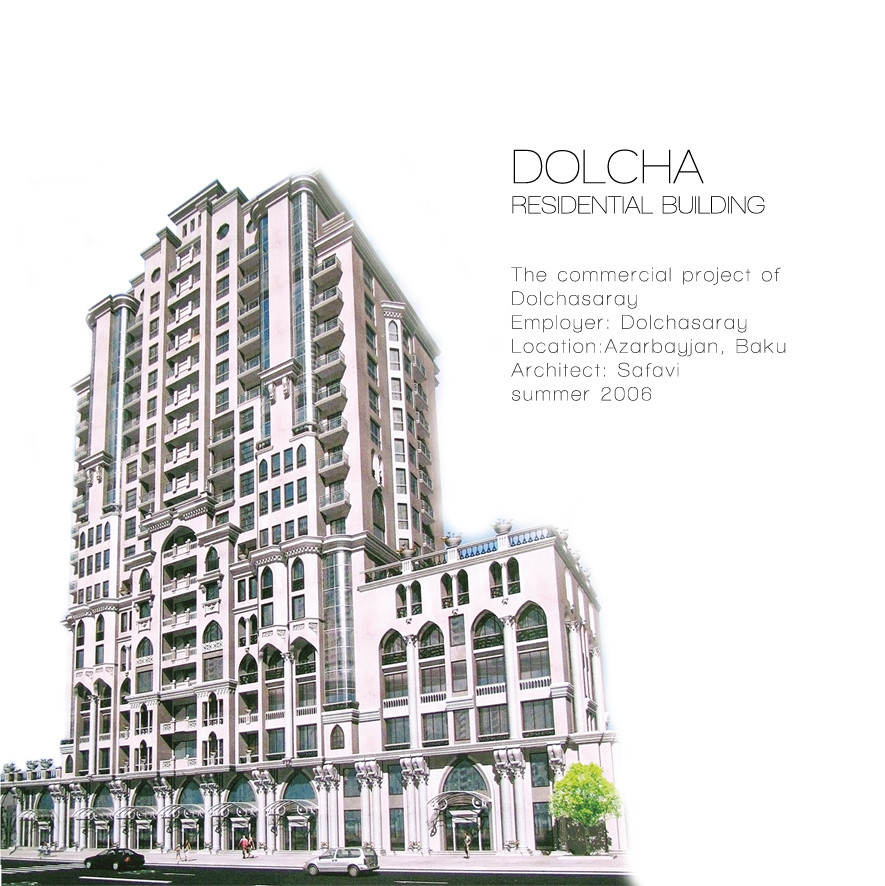 DOLCHA
RESIDENTIAL BUILDING
The commercial project of
Dolchasaray
Employer: Dolchasaray
Location:Azarbayjan, Baku
Architect: Safavi
summer 2006